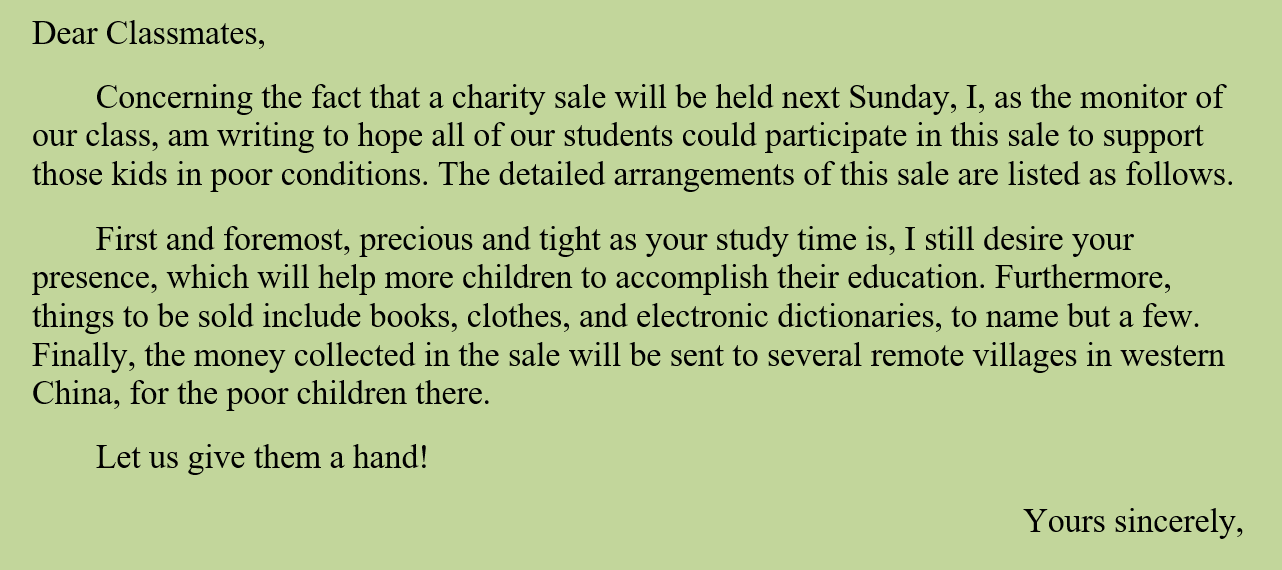 Dear Classmates,
Concerning the fact that a charity sale will be held next Sunday, I, as the monitor of
our class, am writing to hope all of our students could participate in this sale to support
those kids in poor conditions. The detailed arrangements of this sale are listed as follows.
First and foremost, precious and tight as your study time is, I still desire your
presence, which will help more children to accomplish their education. Furthermore,
things to be sold include books, clothes, and electronic dictionaries, to name but a few.
Finally, the money collected in the sale will be sent to several remote villages in western
China, for the poor children there.
Let us give them a hand!
Yours sincerely,